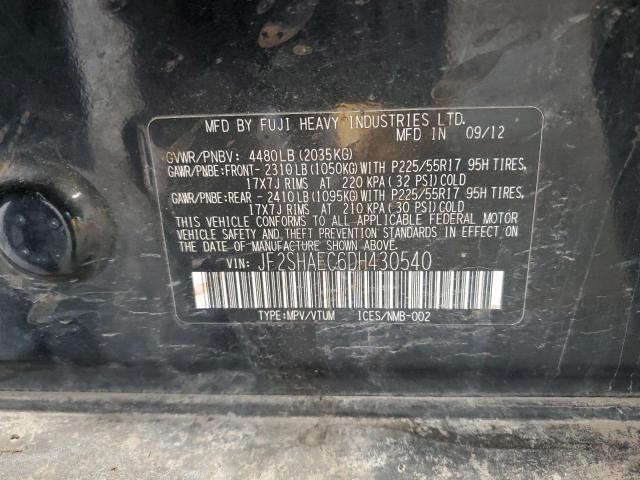 MFD BY FUJI HEAVY INDUSTRIES LTD.
MFD IN 09/12
GVWR/PNBV: 4480LB(2035KG)
GAWR/PNBE:FRONT-2310LB(1050KG)WITH P225/55R17 95H TIRES,
17X7J RIMS AT 220 KPA(32 PSI)COLD
GAWR/PNBE:REAR -2410LB(1095KG)WITH P225/55R17 95H TIRES,
17X7J RIMS AT 210 KPA(30 PSI)COLD
THIS VEHICLE CONFORMS TO ALL APPLICABLE FEDERAL MOTOR
VEHICLE SAFETY AND THEFT PREVENTION STANDARDS IN EFFECT ON
THE DATE OF MANUFACTURE SHOWN ABOVE.
VIN: JF2SHAEC6DH430540
TYPE:MPV/VTUM ICES/NMB-002